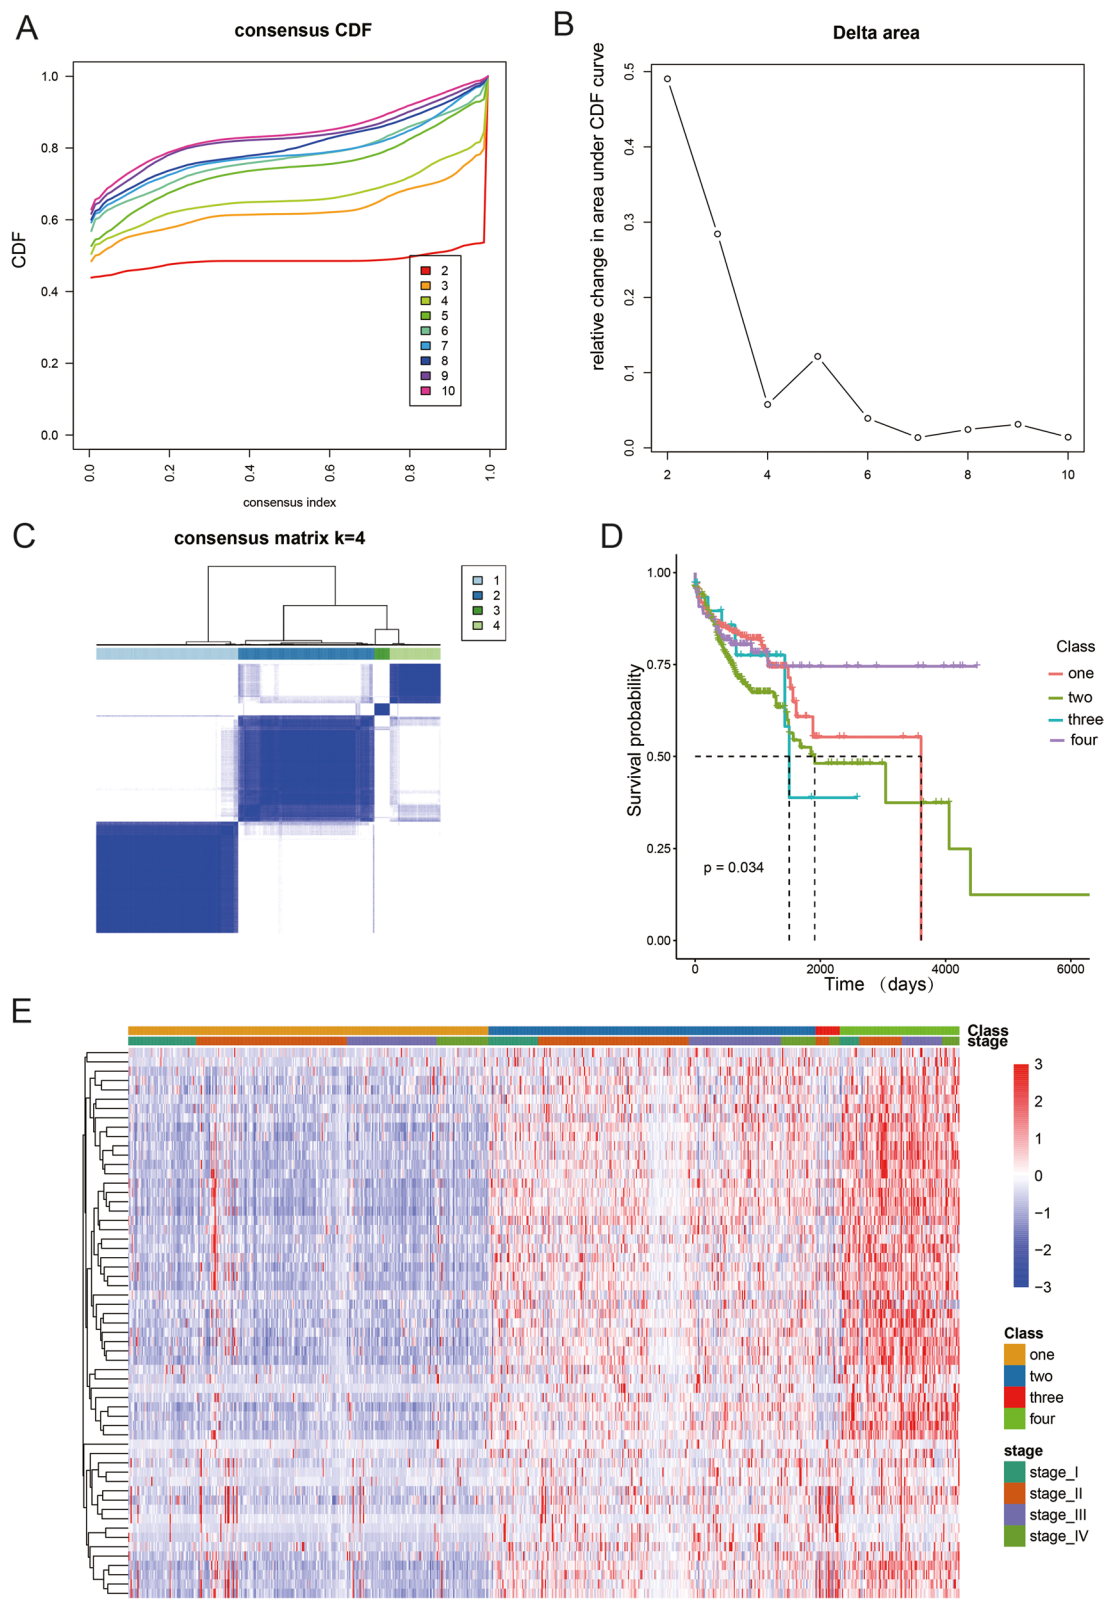 A
consensus CDF
CDF
1.0
0.8
0.6
0.4
0.2
0.0
0.0
0.2
0.4
0.6
0.8
1.0
consensus index
2
3
4
5
6
7
8
9
10
B
Delta area
relative change in area under CDF curve
0.5
0.4
0.3
0.2
0.1
0.0
2
4
6
8
10
C
consensus matrix k=4
1
2
3
4
D
Survival probability
1.00
0.75
0.50
0.25
0.00
p = 0.034
0
2000
4000
6000
Time （days）
Class
one
two
three
four
E
Class
stage
3
2
1
0
−1
−2
−3
Class
one
two
three
four
stage
stage_I
stage_II
stage_III
stage_IV